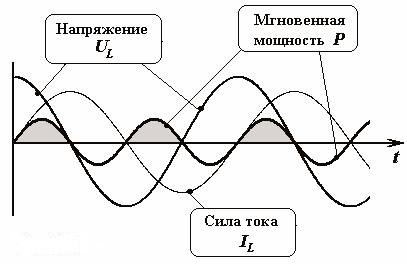 Напряжение
U_L
Мгновенная
мощность P
t
Сила тока
I_L